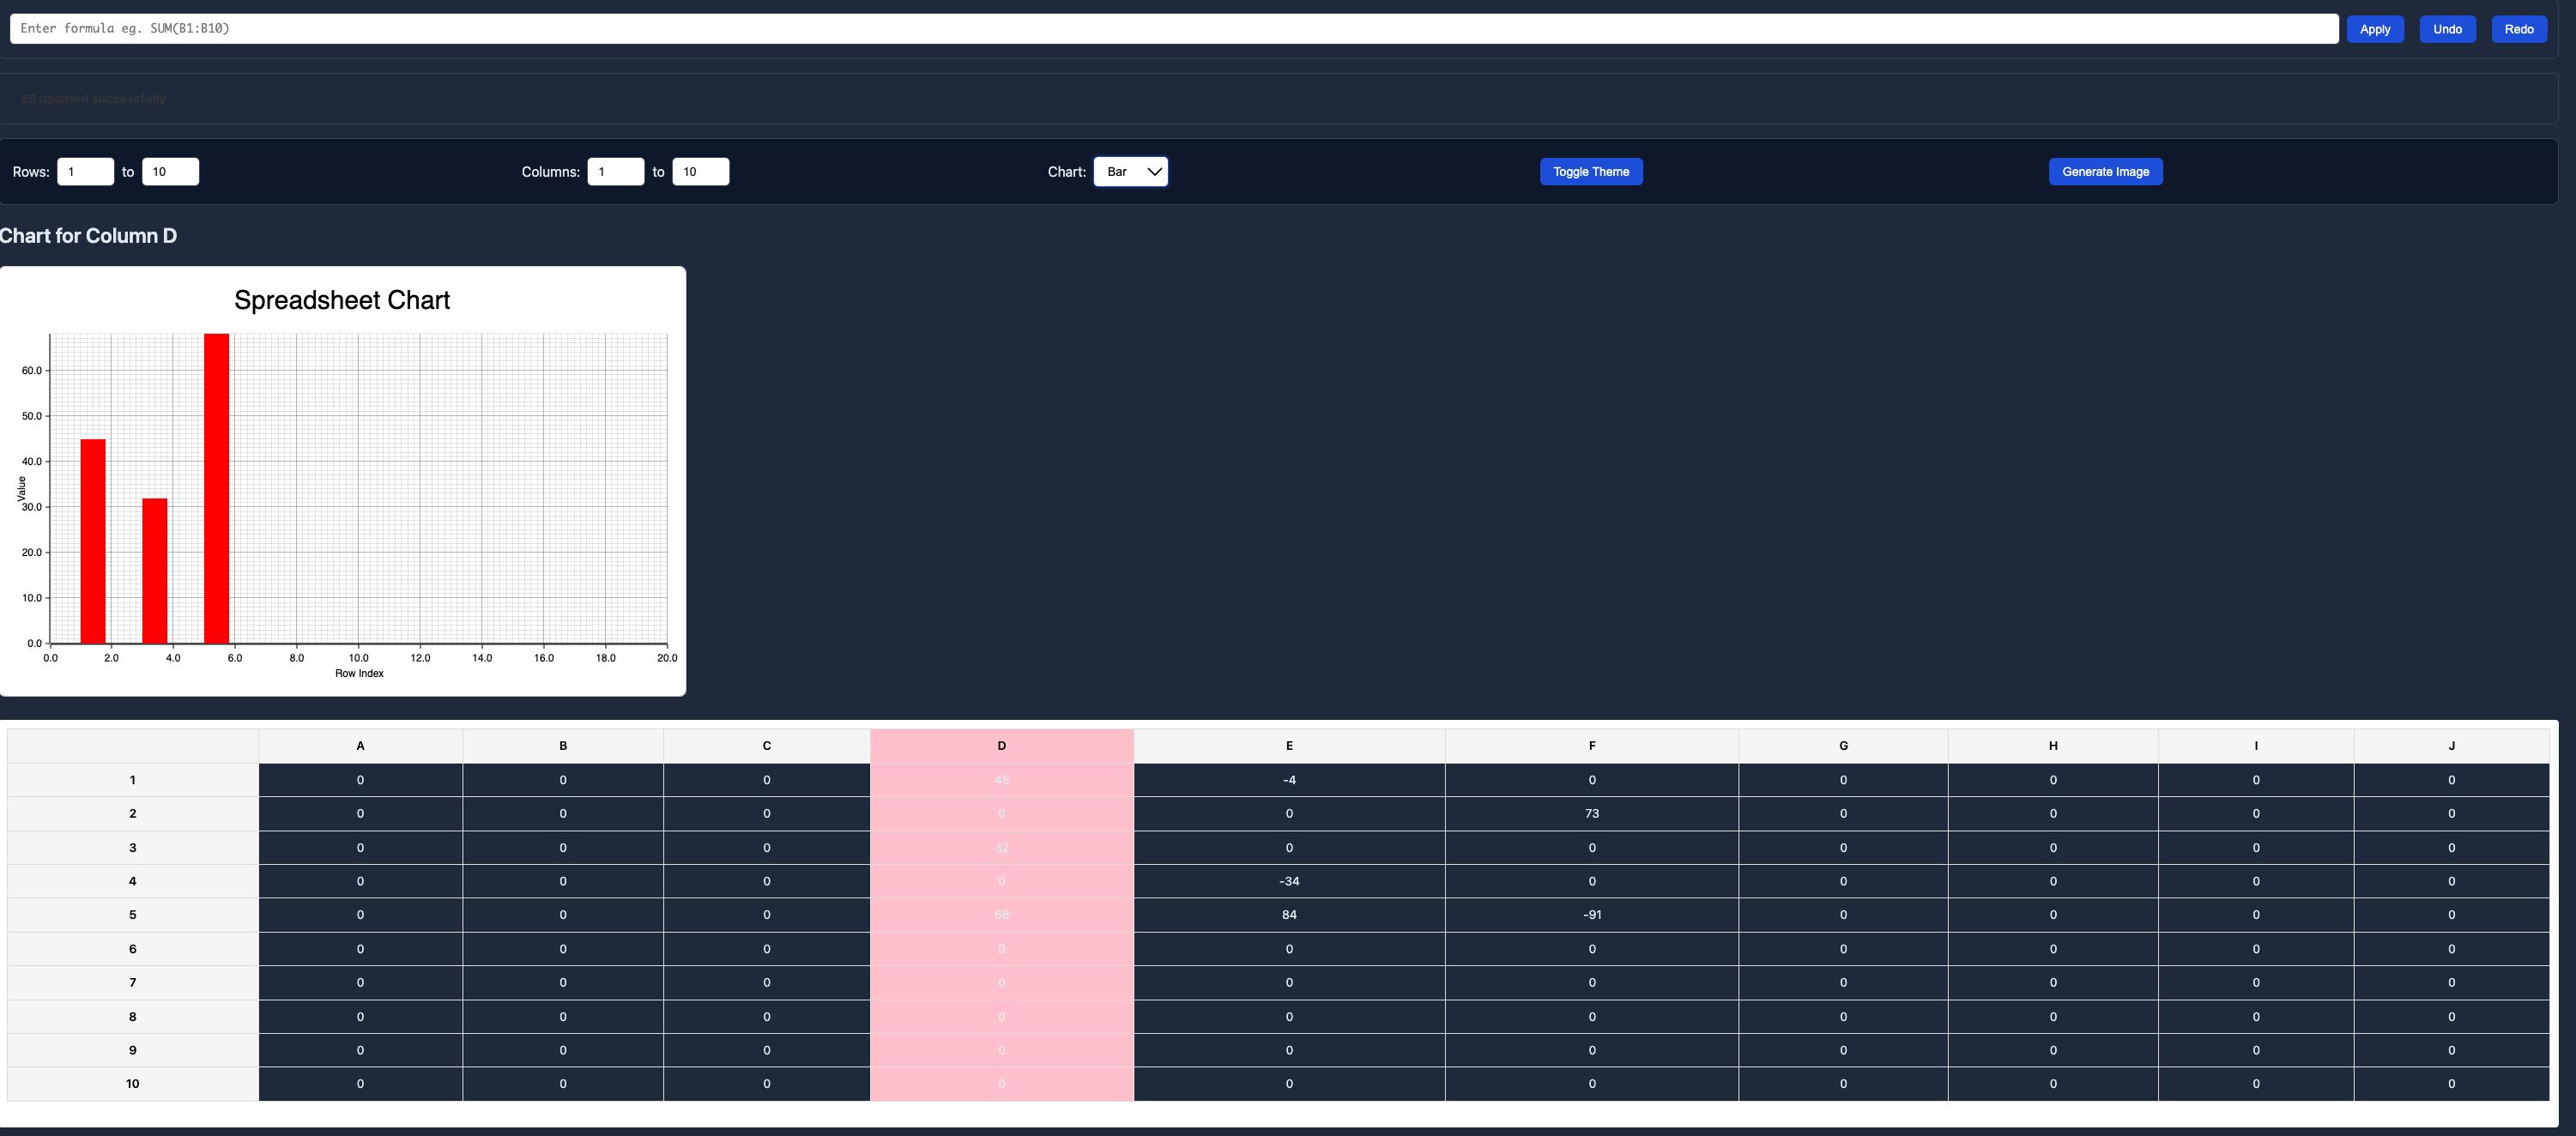 Enter formula eg. SUM(B1:B10) Apply Undo Redo
E5 updated successfully
Rows: 1 to 10 Columns: 1 to 10 Chart: Bar Toggle Theme Generate Image
Chart for Column D
Spreadsheet Chart
60.0
50.0
40.0
Value
30.0
20.0
10.0
0.0
0.0 2.0 4.0 6.0 8.0 10.0 12.0 14.0 16.0 18.0 20.0
Row Index
A B C D E F G H I J
1 0 0 0 45 -4 0 0 0 0 0
2 0 0 0 0 0 73 0 0 0 0
3 0 0 0 32 0 0 0 0 0 0
4 0 0 0 0 -34 0 0 0 0 0
5 0 0 0 68 84 -91 0 0 0 0
6 0 0 0 0 0 0 0 0 0 0
7 0 0 0 0 0 0 0 0 0 0
8 0 0 0 0 0 0 0 0 0 0
9 0 0 0 0 0 0 0 0 0 0
10 0 0 0 0 0 0 0 0 0 0